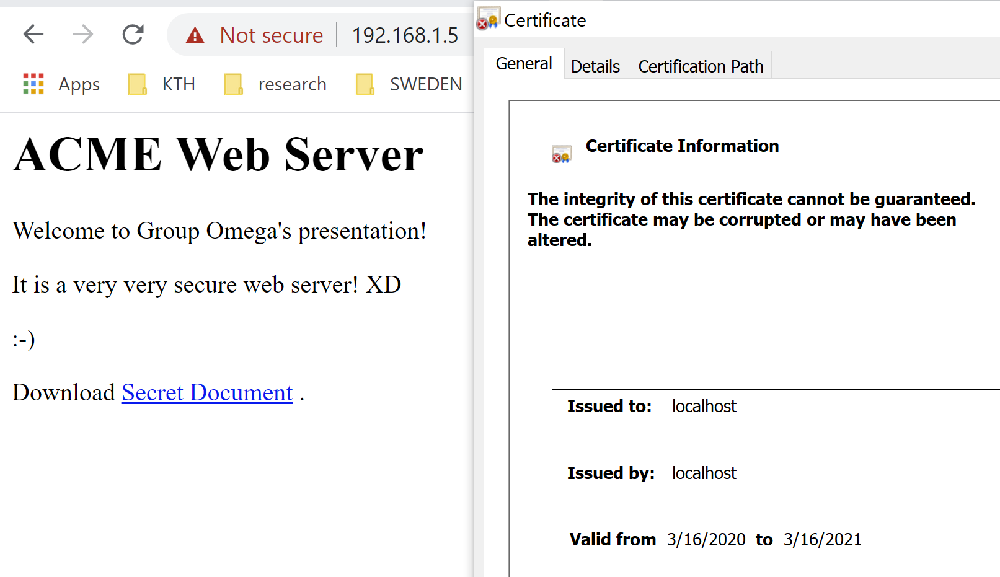 Not secure 192.168.1.5
Apps KTH research SWEDEN
ACME Web Server
Welcome to Group Omega's presentation!
It is a very very secure web server! XD
:-)
Download Secret Document .
Certificate
General Details Certification Path
Certificate Information
The integrity of this certificate cannot be guaranteed.
The certificate may be corrupted or may have been
altered.
Issued to: localhost
Issued by: localhost
Valid from 3/16/2020 to 3/16/2021